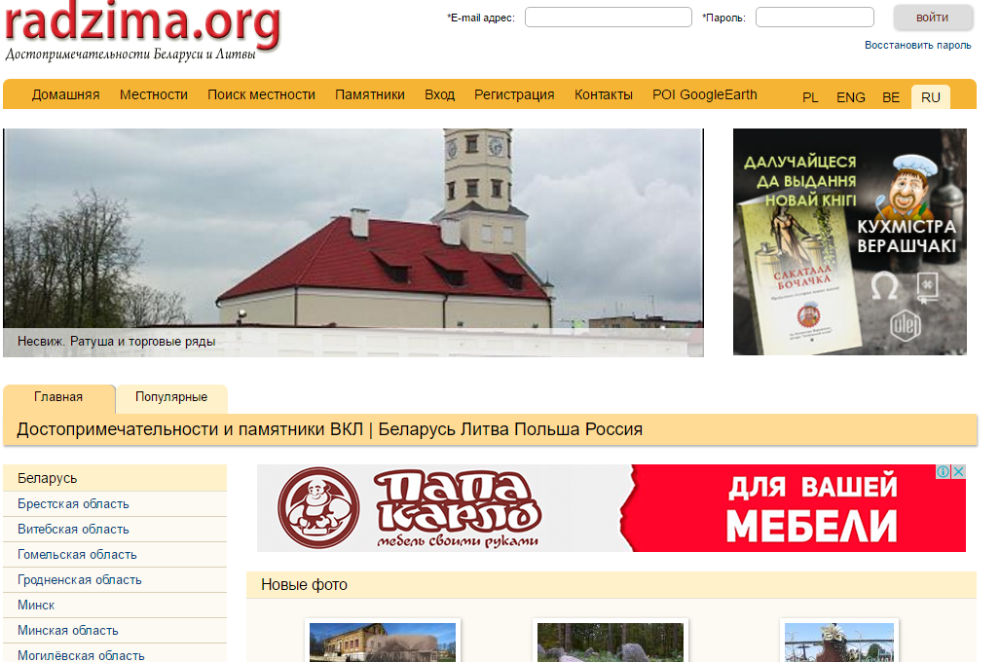 radzima.org
Достопримечательности Беларуси и Литвы
*E-mail адрес:
*Пароль:
войти
Восстановить пароль
Домашняя Местности Поиск местности Памятники Вход Регистрация Контакты POI GoogleEarth PL ENG BE RU
Несвиж. Ратуша и торговые ряды
ДАЛУЧАЙЦЕСЯ
ДА ВЫДАННЯ
НОВАЙ КНІГІ
КУХМІСТРА
ВЕРАШЧАКІ
САКАТАЛА
БОЧАЧКА
ulej
Главная Популярные
Достопримечательности и памятники ВКЛ | Беларусь Литва Польша Россия
Беларусь
Брестская область
Витебская область
Гомельская область
Гродненская область
Минск
Минская область
Могилёвская область
ПАПА
КАРЛО
мебель своими руками
ДЛЯ ВАШЕЙ
МЕБЕЛИ
Новые фото